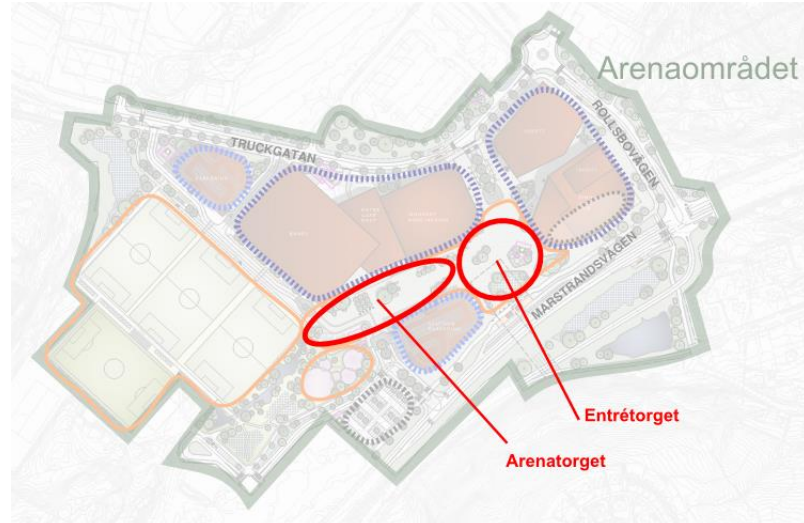 Arenaområdet
ROLLSBOVÄGEN
TRUCKGATAN
MARSTRANDSVÄGEN
Entrétorget
Arenatorget